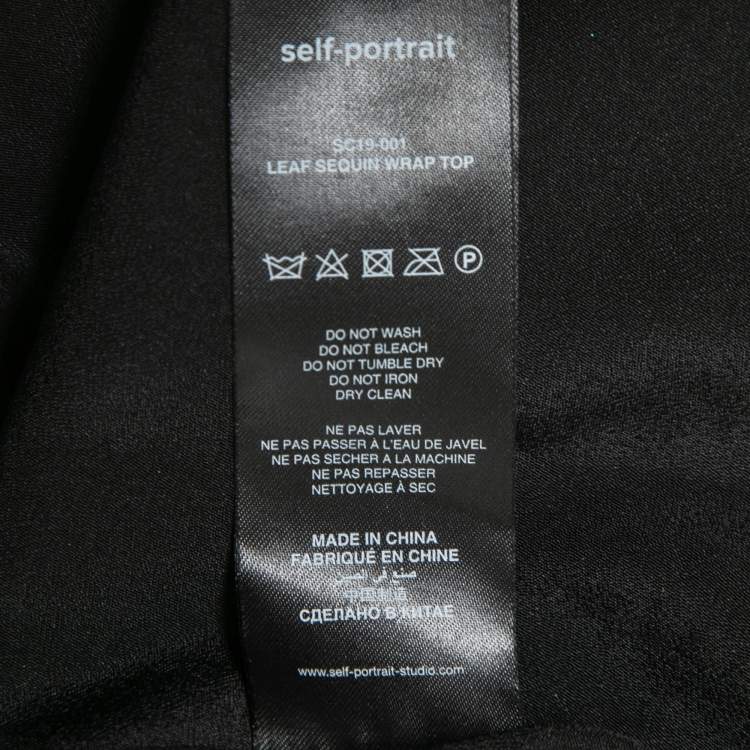 self-portrait
SC19-001
LEAF SEQUIN WRAP TOP
P
DO NOT WASH
DO NOT BLEACH
DO NOT TUMBLE DRY
DO NOT IRON
DRY CLEAN
NE PAS LAVER
NE PAS PASSER À L'EAU DE JAVEL
NE PAS SECHER A LA MACHINE
NE PAS REPASSER
NETTOYAGE À SEC
MADE IN CHINA
FABRIQUÉ EN CHINE
صنع في الصين
中国制造
СДЕЛАНО В КИТАЕ
www.self-portrait-studio.com